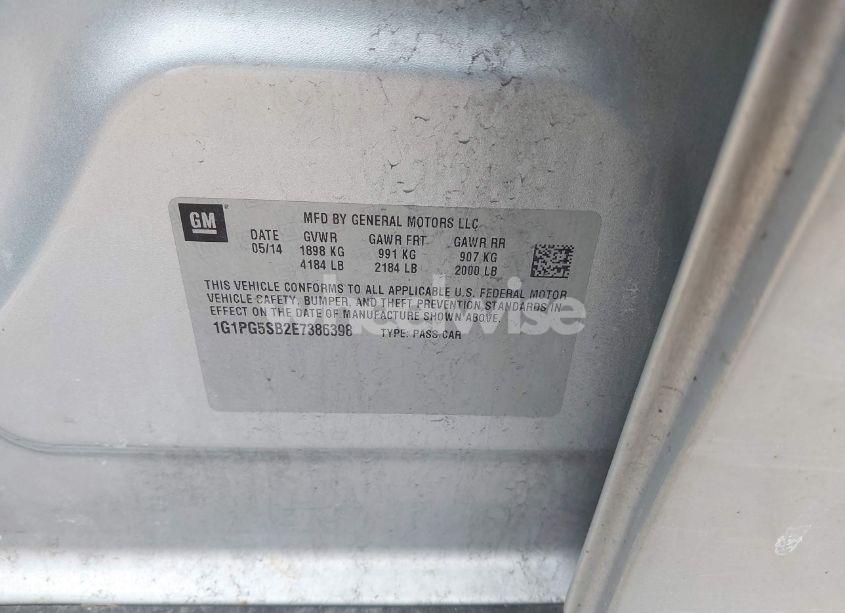 GM
MFD BY GENERAL MOTORS LLC
DATE GVWR GAWR FRT GAWR RR
05/14 1898 KG 991 KG 907 KG
4184 LB 2184 LB 2000 LB
THIS VEHICLE CONFORMS TO ALL APPLICABLE U.S. FEDERAL MOTOR
VEHICLE SAFETY, BUMPER, AND THEFT PREVENTION STANDARDS IN
EFFECT ON THE DATE OF MANUFACTURE SHOWN ABOVE.
1G1PG5SB2E7386398 TYPE: PASS CAR